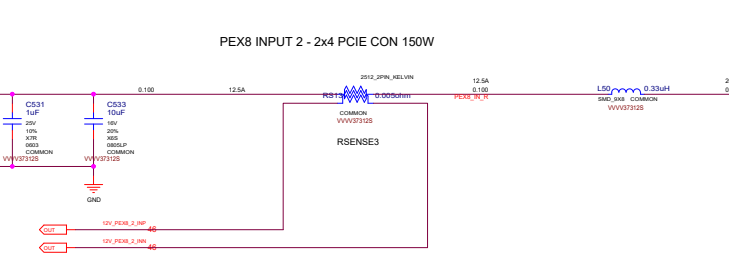 PEX8 INPUT 2 - 2x4 PCIE CON 150W
2512_2PIN_KELVIN
0.100
12.5A
12.5A
0.100
PEX8_IN_H
0.005ohm
COMMON
VVVV37312S
RSENSE3
L50
0.33uH
SMD_9X8 COMMON
VVVV37312S
C531
1uF
25V
10%
X7R
0603
COMMON
VVVV37312S
C533
10uF
16V
20%
X6S
0805LP
COMMON
VVVV37312S
GND
OUT
12V_PEX8_2_INP
46
OUT
12V_PEX8_2_INN
46